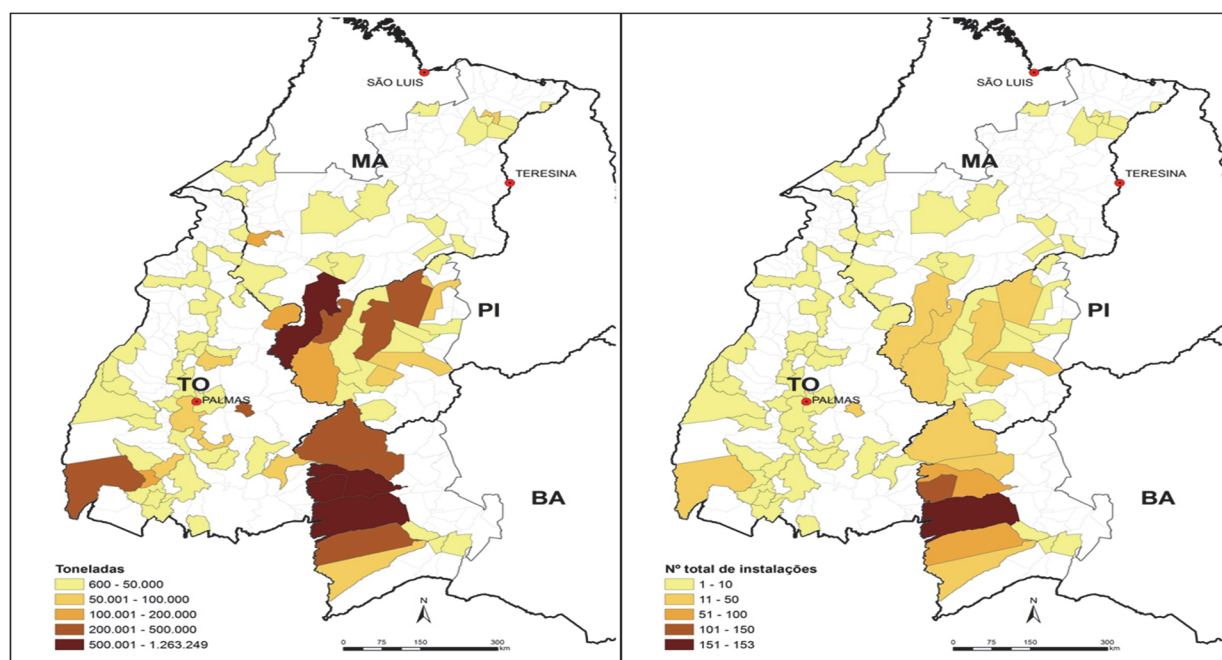 SÃO LUIS
MA
TERESINA
PI
TO
PALMAS
BA
Toneladas
600 - 50.000
50.001 - 100.000
100.001 - 200.000
200.001 - 500.000
500.001 - 1.263.249
N
0 75 150 300
km
SÃO LUIS
MA
TERESINA
PI
TO
PALMAS
BA
Nº total de instalações
1 - 10
11 - 50
51 - 100
101 - 150
151 - 153
N
0 75 150 300
km